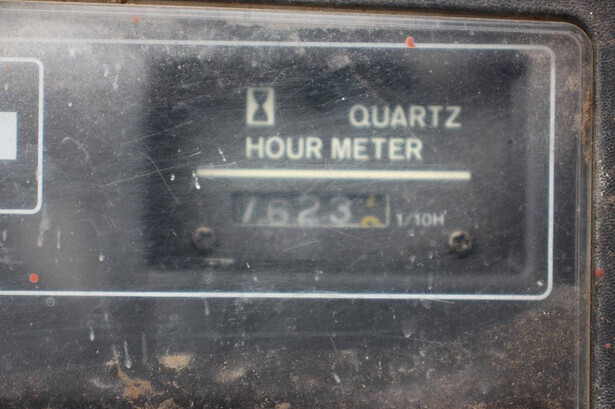 QUARTZ
HOUR METER
7623
1/10H